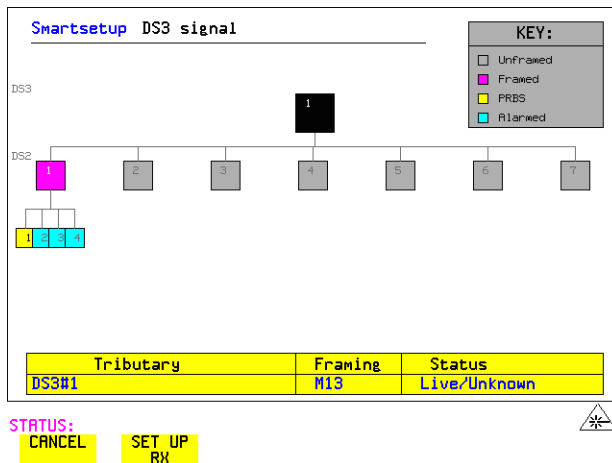 Smartsetup DS3 signal
KEY:
Unframed
Framed
PRBS
Alarmed
DS3
1
DS2
1 2 3 4 5 6 7
1 2 3 4
Tributary Framing Status
DS3#1 M13 Live/Unknown
STATUS:
CANCEL SET UP
RX